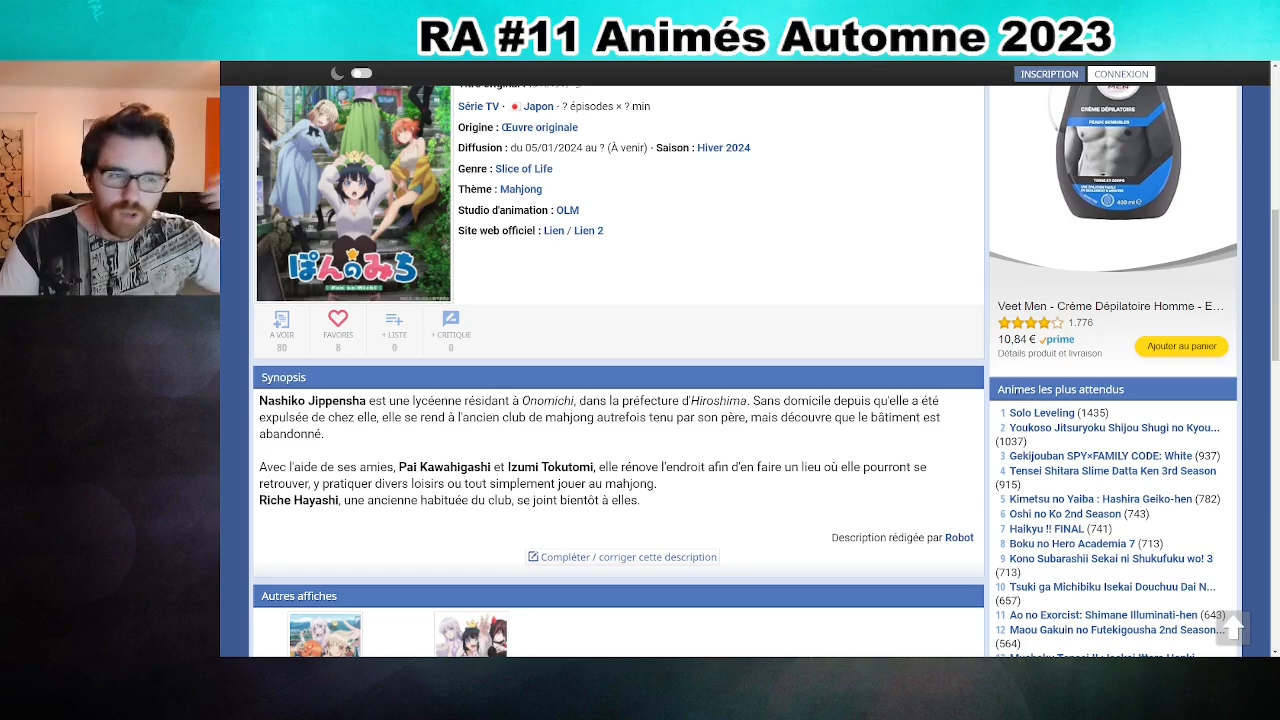 RA #11 Animés Automne 2023
INSCRIPTION
CONNEXION
Série TV · Japon · ? épisodes × ? min
Origine : Œuvre originale
Diffusion : du 05/01/2024 au ? (À venir) · Saison : Hiver 2024
Genre : Slice of Life
Thème : Mahjong
Studio d'animation : OLM
Site web officiel : Lien / Lien 2
ぽんのみち
A VOIR
80
FAVORIS
8
+ LISTE
0
+ CRITIQUE
0
Synopsis
Nashiko Jippensha est une lycéenne résidant à Onomichi, dans la préfecture d'Hiroshima. Sans domicile depuis qu'elle a été
expulsée de chez elle, elle se rend à l'ancien club de mahjong autrefois tenu par son père, mais découvre que le bâtiment est
abandonné.
Avec l'aide de ses amies, Pai Kawahigashi et Izumi Tokutomi, elle rénove l'endroit afin d'en faire un lieu où elle pourront se
retrouver, y pratiquer divers loisirs ou tout simplement jouer au mahjong.
Riche Hayashi, une ancienne habituée du club, se joint bientôt à elles.
Description rédigée par Robot
Compléter / corriger cette description
Autres affiches
MEN
CRÈME DÉPILATOIRE
PEAUX SENSIBLES
TORSE ET CORPS
400 ml e
Veet Men - Crème Dépilatoire Homme - E...
1.776
10,84 € prime
Détails produit et livraison
Ajouter au panier
Animes les plus attendus
1 Solo Leveling (1435)
2 Youkoso Jitsuryoku Shijou Shugi no Kyou...
(1037)
3 Gekijouban SPY×FAMILY CODE: White (937)
4 Tensei Shitara Slime Datta Ken 3rd Season
(915)
5 Kimetsu no Yaiba : Hashira Geiko-hen (782)
6 Oshi no Ko 2nd Season (743)
7 Haikyu !! FINAL (741)
8 Boku no Hero Academia 7 (713)
9 Kono Subarashii Sekai ni Shukufuku wo! 3
(713)
10 Tsuki ga Michibiku Isekai Douchuu Dai N...
(657)
11 Ao no Exorcist: Shimane Illuminati-hen (643)
12 Maou Gakuin no Futekigousha 2nd Season...
(564)